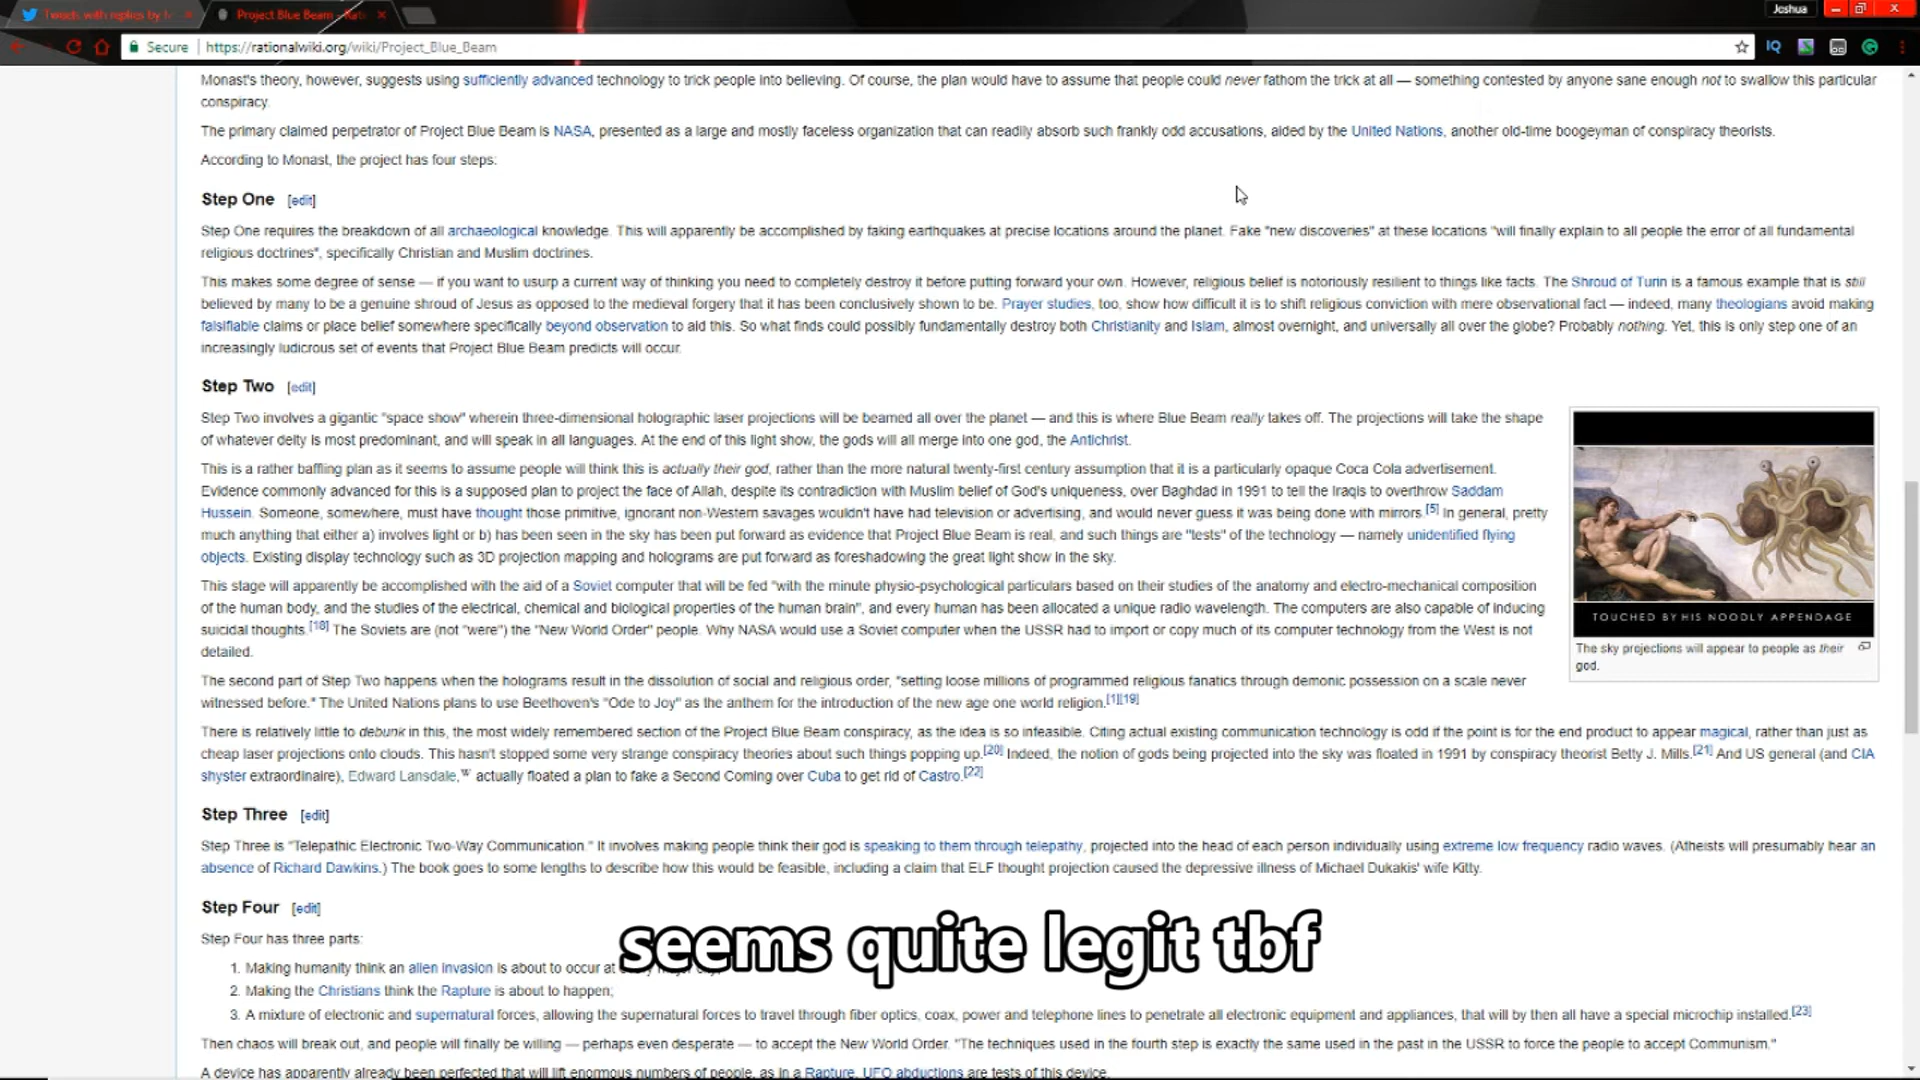 Tweets with replies by
Project Blue Beam - Rati
Joshua
Secure https://rationalwiki.org/wiki/Project_Blue_Beam
Monast's theory, however, suggests using sufficiently advanced technology to trick people into believing. Of course, the plan would have to assume that people could never fathom the trick at all — something contested by anyone sane enough not to swallow this particular
conspiracy.
The primary claimed perpetrator of Project Blue Beam is NASA, presented as a large and mostly faceless organization that can readily absorb such frankly odd accusations, aided by the United Nations, another old-time boogeyman of conspiracy theorists.
According to Monast, the project has four steps:
Step One [edit]
Step One requires the breakdown of all archaeological knowledge. This will apparently be accomplished by faking earthquakes at precise locations around the planet. Fake "new discoveries" at these locations "will finally explain to all people the error of all fundamental
religious doctrines", specifically Christian and Muslim doctrines.
This makes some degree of sense — if you want to usurp a current way of thinking you need to completely destroy it before putting forward your own. However, religious belief is notoriously resilient to things like facts. The Shroud of Turin is a famous example that is still
believed by many to be a genuine shroud of Jesus as opposed to the medieval forgery that it has been conclusively shown to be. Prayer studies, too, show how difficult it is to shift religious conviction with mere observational fact — indeed, many theologians avoid making
falsifiable claims or place belief somewhere specifically beyond observation to aid this. So what finds could possibly fundamentally destroy both Christianity and Islam, almost overnight, and universally all over the globe? Probably nothing. Yet, this is only step one of an
increasingly ludicrous set of events that Project Blue Beam predicts will occur.
Step Two [edit]
Step Two involves a gigantic "space show" wherein three-dimensional holographic laser projections will be beamed all over the planet — and this is where Blue Beam really takes off. The projections will take the shape
of whatever deity is most predominant, and will speak in all languages. At the end of this light show, the gods will all merge into one god, the Antichrist.
This is a rather baffling plan as it seems to assume people will think this is actually their god, rather than the more natural twenty-first century assumption that it is a particularly opaque Coca Cola advertisement.
Evidence commonly advanced for this is a supposed plan to project the face of Allah, despite its contradiction with Muslim belief of God's uniqueness, over Baghdad in 1991 to tell the Iraqis to overthrow Saddam
Hussein. Someone, somewhere, must have thought those primitive, ignorant non-Western savages wouldn't have had television or advertising, and would never guess it was being done with mirrors.[5] In general, pretty
much anything that either a) involves light or b) has been seen in the sky has been put forward as evidence that Project Blue Beam is real, and such things are "tests" of the technology — namely unidentified flying
objects. Existing display technology such as 3D projection mapping and holograms are put forward as foreshadowing the great light show in the sky.
This stage will apparently be accomplished with the aid of a Soviet computer that will be fed "with the minute physio-psychological particulars based on their studies of the anatomy and electro-mechanical composition
of the human body, and the studies of the electrical, chemical and biological properties of the human brain", and every human has been allocated a unique radio wavelength. The computers are also capable of inducing
suicidal thoughts.[18] The Soviets are (not "were") the "New World Order" people. Why NASA would use a Soviet computer when the USSR had to import or copy much of its computer technology from the West is not
detailed.
The second part of Step Two happens when the holograms result in the dissolution of social and religious order, "setting loose millions of programmed religious fanatics through demonic possession on a scale never
witnessed before." The United Nations plans to use Beethoven's "Ode to Joy" as the anthem for the introduction of the new age one world religion.[1][19]
There is relatively little to debunk in this, the most widely remembered section of the Project Blue Beam conspiracy, as the idea is so infeasible. Citing actual existing communication technology is odd if the point is for the end product to appear magical, rather than just as
cheap laser projections onto clouds. This hasn't stopped some very strange conspiracy theories about such things popping up.[20] Indeed, the notion of gods being projected into the sky was floated in 1991 by conspiracy theorist Betty J. Mills.[21] And US general (and CIA
shyster extraordinaire), Edward Lansdale,W actually floated a plan to fake a Second Coming over Cuba to get rid of Castro.[22]
TOUCHED BY HIS NOODLY APPENDAGE
The sky projections will appear to people as their
god.
Step Three [edit]
Step Three is "Telepathic Electronic Two-Way Communication." It involves making people think their god is speaking to them through telepathy, projected into the head of each person individually using extreme low frequency radio waves. (Atheists will presumably hear an
absence of Richard Dawkins.) The book goes to some lengths to describe how this would be feasible, including a claim that ELF thought projection caused the depressive illness of Michael Dukakis' wife Kitty.
Step Four [edit]
Step Four has three parts:
seems quite legit tbf
1. Making humanity think an alien invasion is about to occur at
2. Making the Christians think the Rapture is about to happen;
3. A mixture of electronic and supernatural forces, allowing the supernatural forces to travel through fiber optics, coax, power and telephone lines to penetrate all electronic equipment and appliances, that will by then all have a special microchip installed.[23]
Then chaos will break out, and people will finally be willing — perhaps even desperate — to accept the New World Order. "The techniques used in the fourth step is exactly the same used in the past in the USSR to force the people to accept Communism."
A device has apparently already been perfected that will lift enormous numbers of people, as in a Rapture. UFO abductions are tests of this device.